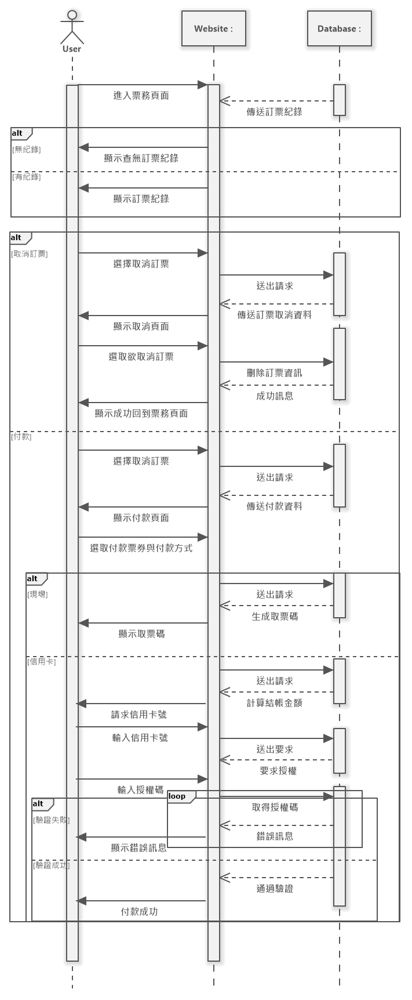 User
Website :
Database :
進入票務頁面
傳送訂票紀錄
alt
[無紀錄]
顯示查無訂票紀錄
[有紀錄]
顯示訂票紀錄
alt
[取消訂票]
選擇取消訂票
送出請求
傳送訂票取消資料
顯示取消頁面
選取欲取消訂票
刪除訂票資訊
成功訊息
顯示成功回到票務頁面
[付款]
選擇取消訂票
送出請求
傳送付款資料
顯示付款頁面
選取付款票券與付款方式
alt
[現場]
送出請求
生成取票碼
顯示取票碼
[信用卡]
送出請求
計算結帳金額
請求信用卡號
輸入信用卡號
送出要求
要求授權
輸入授權碼
loop
alt
取得授權碼
[驗證失敗]
錯誤訊息
顯示錯誤訊息
[驗證成功]
通過驗證
付款成功